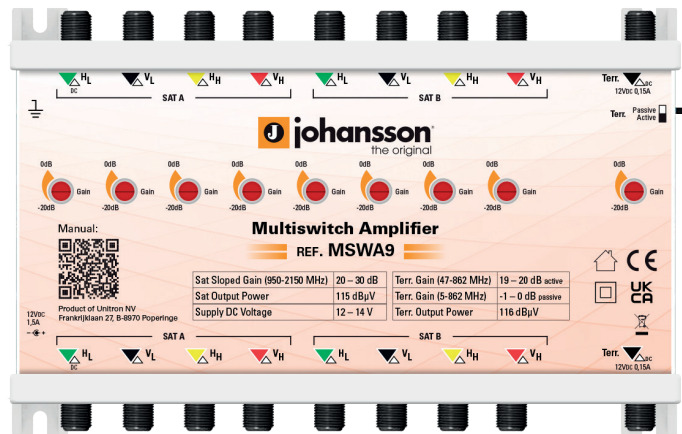 HL VL HH VH HL VL HH VH Terr. DC
DC 12VDC 0,15A
SAT A SAT B
Terr. Passive
Active
J johansson
the original
0dB 0dB 0dB 0dB 0dB 0dB 0dB 0dB 0dB
Gain Gain Gain Gain Gain Gain Gain Gain Gain
-20dB -20dB -20dB -20dB -20dB -20dB -20dB -20dB -20dB
Manual:
Multiswitch Amplifier
REF. MSWA9
Sat Sloped Gain (950-2150 MHz) 20 – 30 dB Terr. Gain (47-862 MHz) 19 – 20 dB active
Sat Output Power 115 dBµV Terr. Gain (5-862 MHz) -1 – 0 dB passive
Supply DC Voltage 12 – 14 V Terr. Output Power 116 dBµV
CE
UK
CA
Product of Unitron NV
Frankrijklaan 27, B-8970 Poperinge
12VDC
1,5A
- +
SAT A SAT B
HL VL HH VH HL VL HH VH Terr. DC
DC 12VDC 0,15A